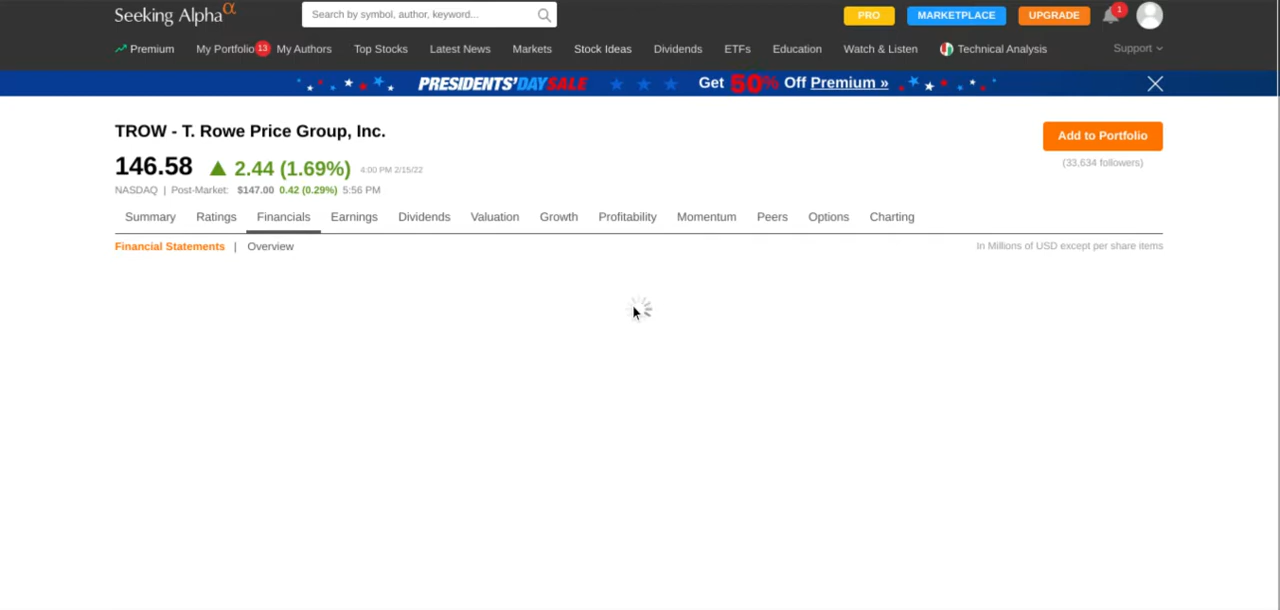 Seeking Alpha α
Search by symbol, author, keyword...
PRO
MARKETPLACE
UPGRADE
1
Premium
My Portfolio 13
My Authors
Top Stocks
Latest News
Markets
Stock Ideas
Dividends
ETFs
Education
Watch & Listen
Technical Analysis
Support
PRESIDENTS'DAYSALE Get 50% Off Premium »
TROW - T. Rowe Price Group, Inc.
Add to Portfolio
146.58 ▲ 2.44 (1.69%) 4:00 PM 2/15/22
(33,634 followers)
NASDAQ | Post-Market: $147.00 0.42 (0.29%) 5:56 PM
Summary
Ratings
Financials
Earnings
Dividends
Valuation
Growth
Profitability
Momentum
Peers
Options
Charting
Financial Statements | Overview
In Millions of USD except per share items